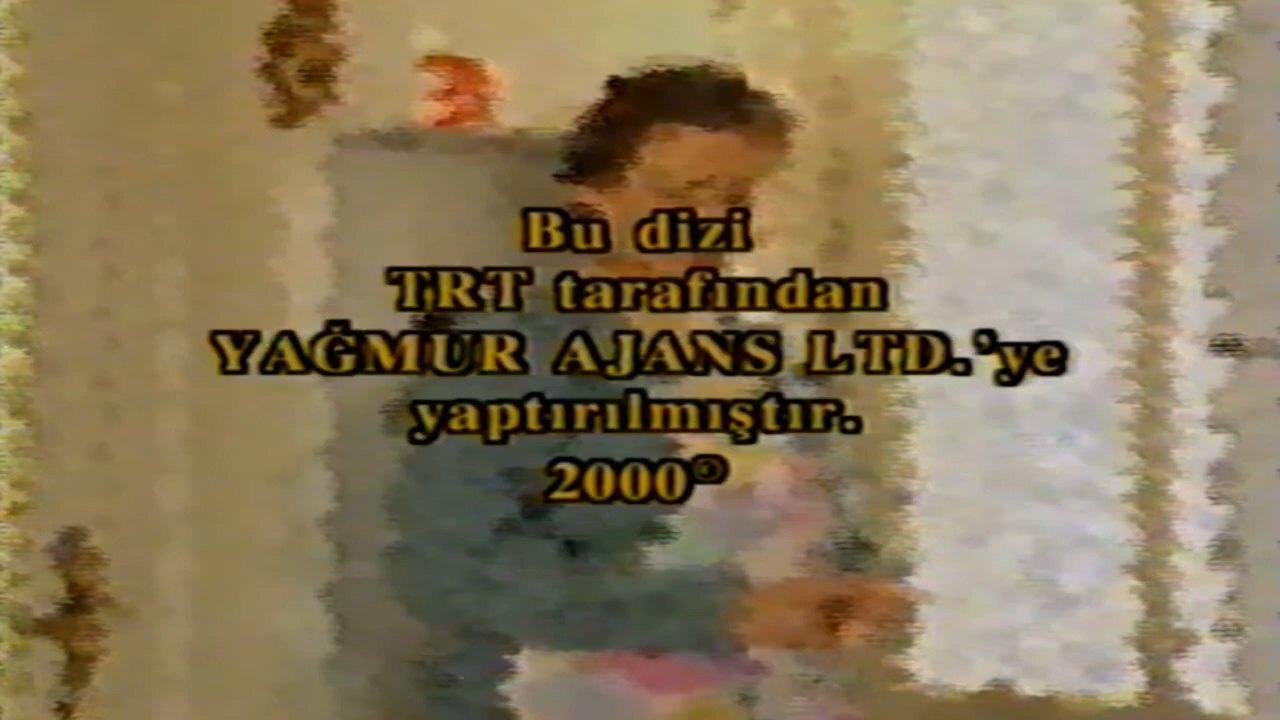 Bu dizi
TRT tarafından
YAĞMUR AJANS LTD.'ye
yaptırılmıştır.
2000©